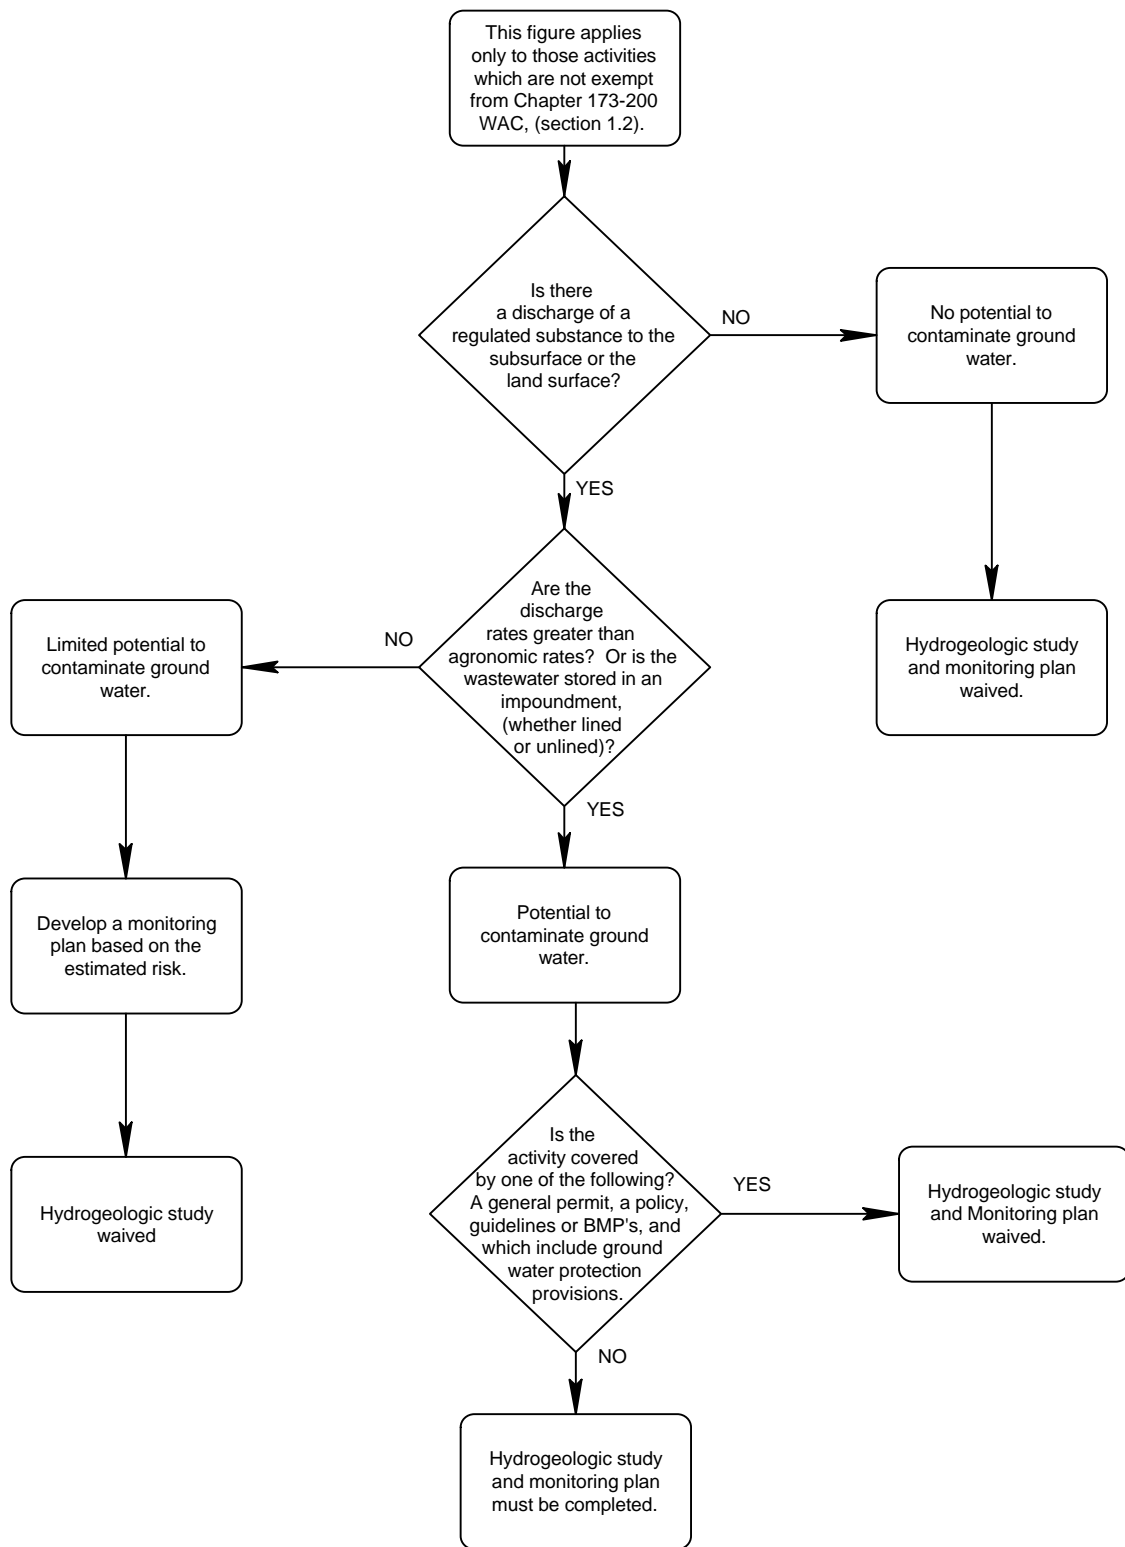 This figure applies
only to those activities
which are not exempt
from Chapter 173-200
WAC, (section 1.2).
Is there
a discharge of a
regulated substance to the
subsurface or the
land surface?
NO
No potential to
contaminate ground
water.
YES
Hydrogeologic study
and monitoring plan
waived.
Are the
discharge
rates greater than
agronomic rates?  Or is the
wastewater stored in an
impoundment,
(whether lined
or unlined)?
NO
Limited potential to
contaminate ground
water.
YES
Develop a monitoring
plan based on the
estimated risk.
Hydrogeologic study
waived
Potential to
contaminate ground
water.
Is the
activity covered
by one of the following?
A general permit, a policy,
guidelines or BMP's, and
which include ground
water protection
provisions.
YES
Hydrogeologic study
and Monitoring plan
waived.
NO
Hydrogeologic study
and monitoring plan
must be completed.